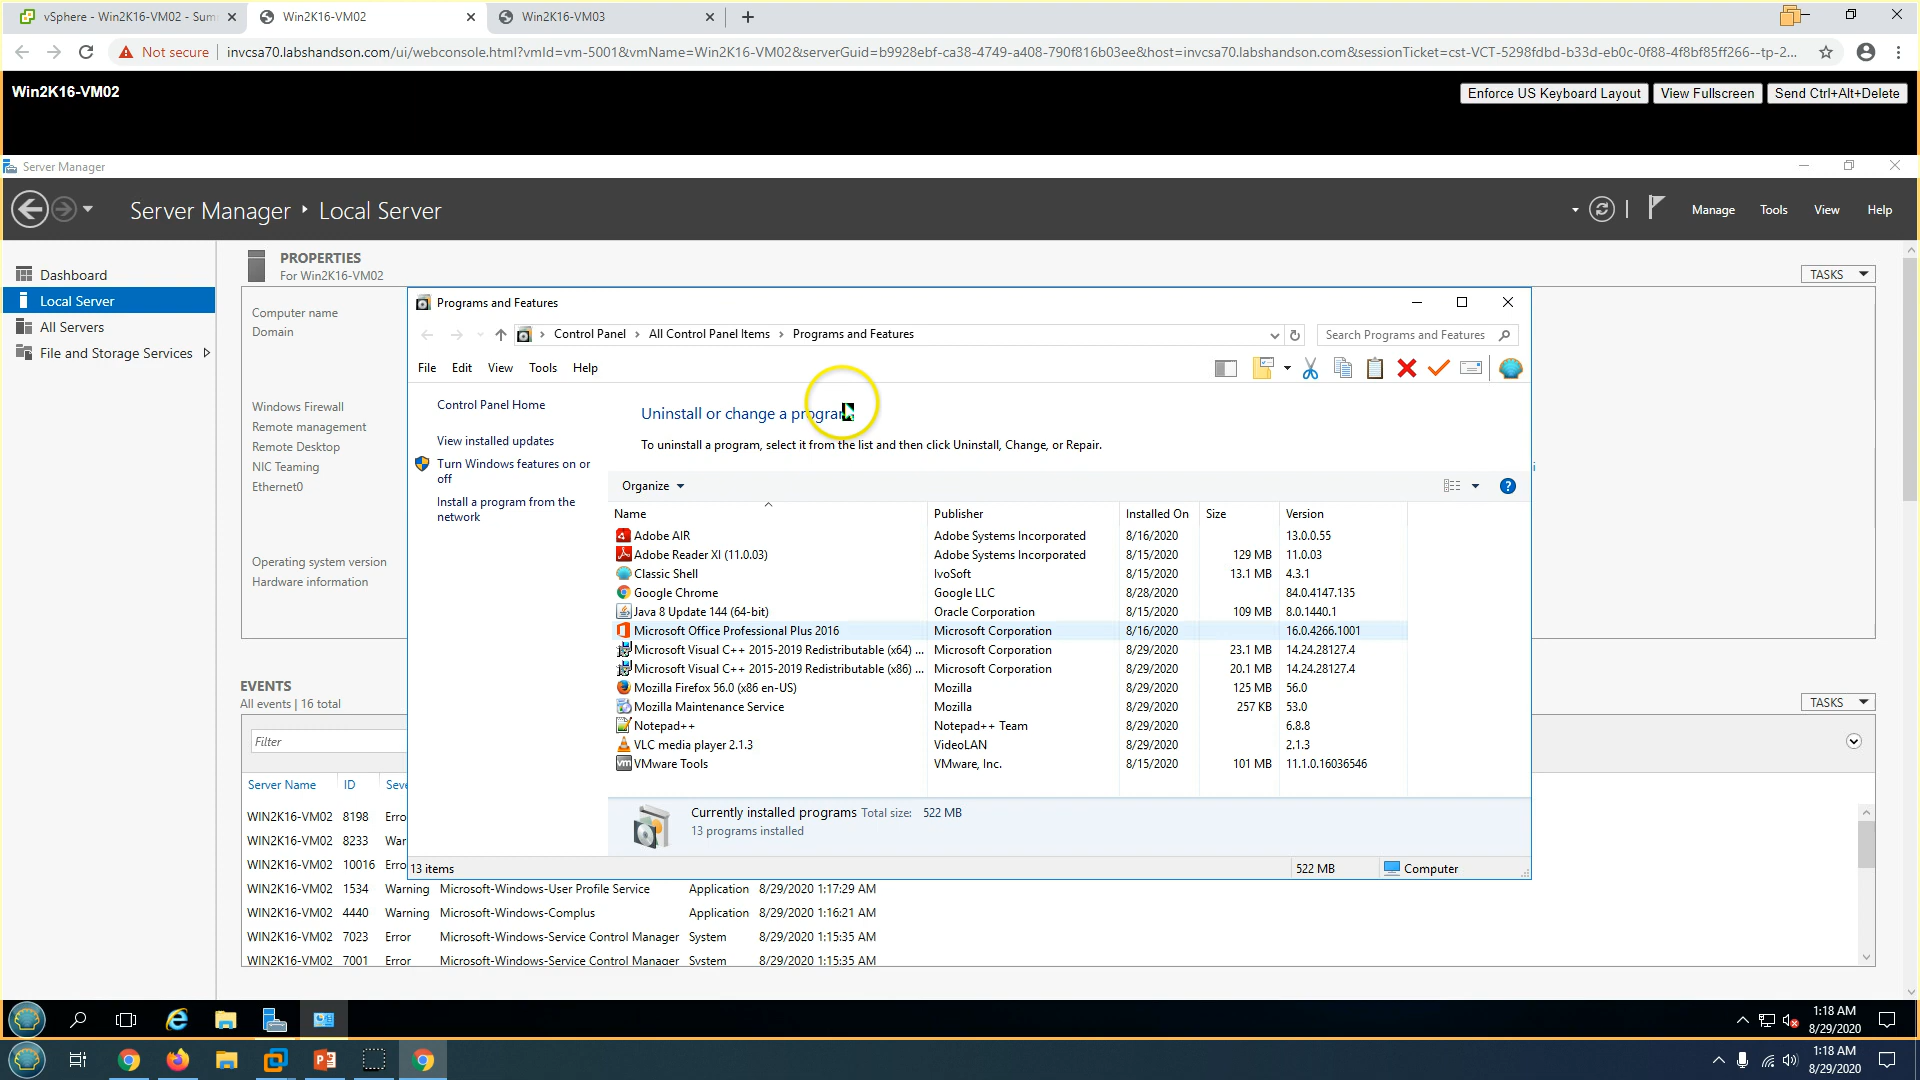 vSphere - Win2K16-VM02 - Sum
Win2K16-VM02
Win2K16-VM03
Not secure
invcsa70.labshandson.com/ui/webconsole.html?vmId=vm-5001&vmName=Win2K16-VM02&serverGuid=b9928ebf-ca38-4749-a408-790f816b03ee&host=invcsa70.labshandson.com&sessionTicket=cst-VCT-5298fdbd-b33d-eb0c-0f88-4f8bf85ff266--tp-2...
Win2K16-VM02
Enforce US Keyboard Layout
View Fullscreen
Send Ctrl+Alt+Delete
Server Manager
Server Manager
Local Server
Manage
Tools
View
Help
Dashboard
Local Server
All Servers
File and Storage Services
PROPERTIES
For Win2K16-VM02
TASKS
Computer name
Domain
Windows Firewall
Remote management
Remote Desktop
NIC Teaming
Ethernet0
Operating system version
Hardware information
Programs and Features
Control Panel
All Control Panel Items
Programs and Features
Search Programs and Features
File
Edit
View
Tools
Help
Control Panel Home
View installed updates
Turn Windows features on or
off
Install a program from the
network
Uninstall or change a program
To uninstall a program, select it from the list and then click Uninstall, Change, or Repair.
Organize
Name Publisher Installed On Size Version
Adobe AIR Adobe Systems Incorporated 8/16/2020 13.0.0.55
Adobe Reader XI (11.0.03) Adobe Systems Incorporated 8/15/2020 129 MB 11.0.03
Classic Shell IvoSoft 8/15/2020 13.1 MB 4.3.1
Google Chrome Google LLC 8/28/2020 84.0.4147.135
Java 8 Update 144 (64-bit) Oracle Corporation 8/15/2020 109 MB 8.0.1440.1
Microsoft Office Professional Plus 2016 Microsoft Corporation 8/16/2020 16.0.4266.1001
Microsoft Visual C++ 2015-2019 Redistributable (x64) ... Microsoft Corporation 8/29/2020 23.1 MB 14.24.28127.4
Microsoft Visual C++ 2015-2019 Redistributable (x86) ... Microsoft Corporation 8/29/2020 20.1 MB 14.24.28127.4
Mozilla Firefox 56.0 (x86 en-US) Mozilla 8/29/2020 125 MB 56.0
Mozilla Maintenance Service Mozilla 8/29/2020 257 KB 53.0
Notepad++ Notepad++ Team 8/29/2020 6.8.8
VLC media player 2.1.3 VideoLAN 8/29/2020 2.1.3
VMware Tools VMware, Inc. 8/15/2020 101 MB 11.1.0.16036546
Currently installed programs Total size: 522 MB
13 programs installed
13 items
522 MB
Computer
EVENTS
All events | 16 total
TASKS
Filter
Server Name ID Seve
WIN2K16-VM02 8198 Erro
WIN2K16-VM02 8233 War
WIN2K16-VM02 10016 Erro
WIN2K16-VM02 1534 Warning Microsoft-Windows-User Profile Service Application 8/29/2020 1:17:29 AM
WIN2K16-VM02 4440 Warning Microsoft-Windows-Complus Application 8/29/2020 1:16:21 AM
WIN2K16-VM02 7023 Error Microsoft-Windows-Service Control Manager System 8/29/2020 1:15:35 AM
WIN2K16-VM02 7001 Error Microsoft-Windows-Service Control Manager System 8/29/2020 1:15:35 AM
1:18 AM
8/29/2020
1:18 AM
8/29/2020